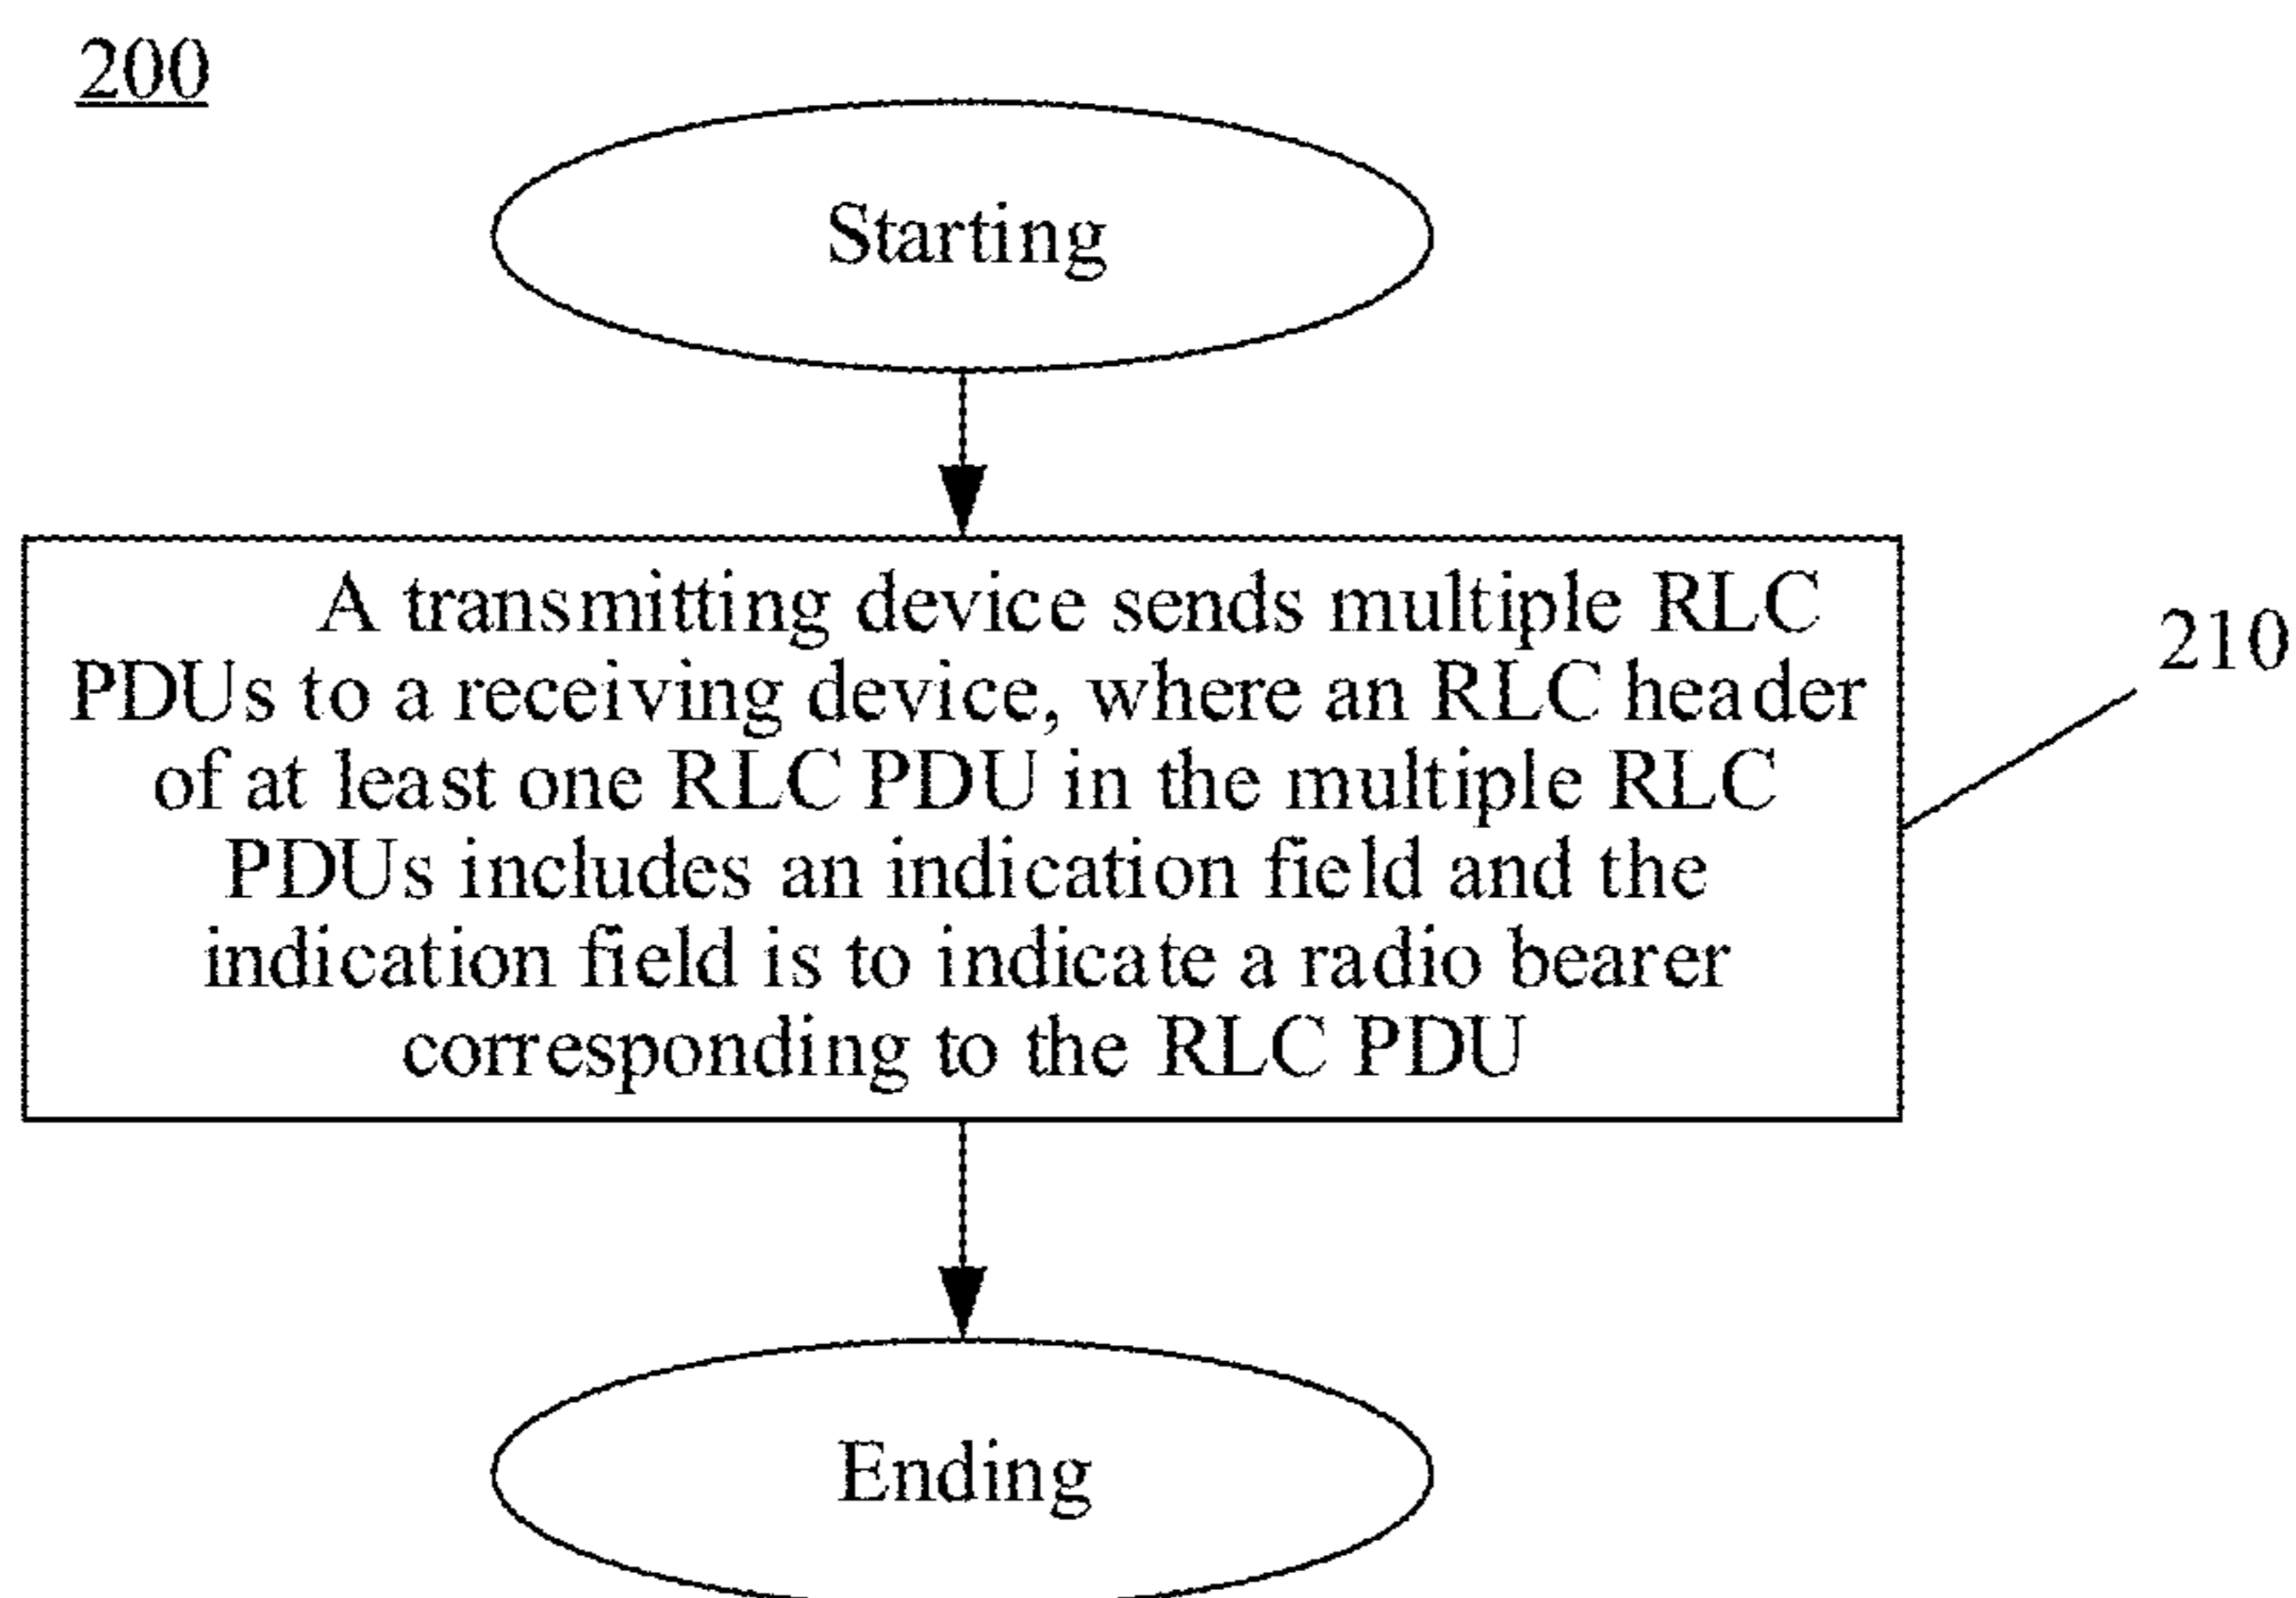 200
Starting
A transmitting device sends multiple RLC
PDUs to a receiving device, where an RLC header
of at least one RLC PDU in the multiple RLC
PDUs includes an indication field and the
indication field is to indicate a radio bearer
corresponding to the RLC PDU
210
Ending